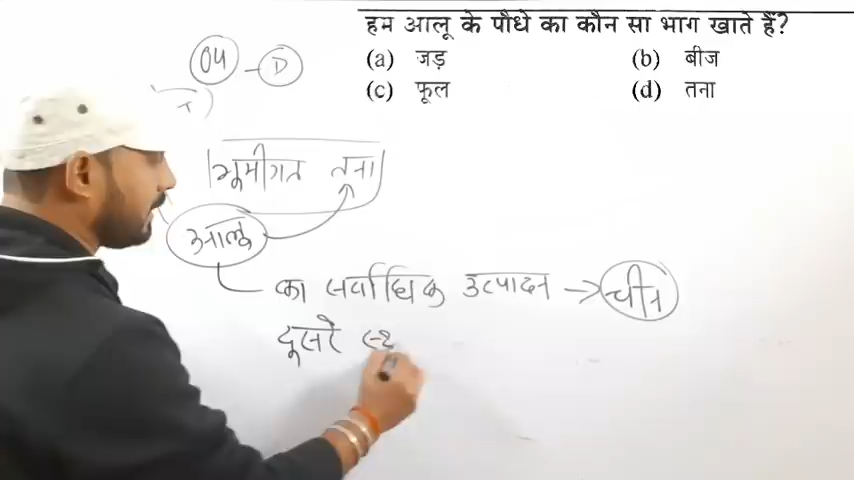 हम आलू के पौधे का कौन सा भाग खाते हैं?
(a) जड़ (b) बीज
(c) फूल (d) तना
04 - D
भूमीगत तना
आलू
का सर्वाधिक उत्पादन → चीन
दूसरे